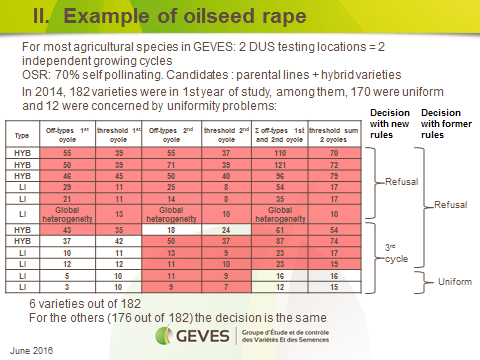 II. Example of oilseed rape
For most agricultural species in GEVES: 2 DUS testing locations = 2
independent growing cycles
OSR: 70% self pollinating. Candidates : parental lines + hybrid varieties
In 2014, 182 varieties were in 1st year of study, among them, 170 were uniform
and 12 were concerned by uniformity problems:
Decision with new rules
Decision with former rules
Type Off-types 1st cycle threshold 1st cycle Off-types 2nd cycle threshold 2nd cycle Σ off-types 1st and 2nd cycle threshold sum 2 cycles
HYB 55 39 55 37 110 70
HYB 50 39 71 39 121 72
HYB 46 45 50 40 96 79
LI 29 11 25 8 54 17
LI 21 11 14 8 35 17
LI Global heterogeneity 13 Global heterogeneity 10 Global heterogeneity 10
HYB 43 35 18 24 61 54
HYB 37 42 50 37 87 74
LI 10 11 13 9 23 17
LI 12 12 11 10 23 19
LI 5 10 11 9 16 16
LI 3 10 9 7 12 15
Refusal
Refusal
3rd cycle
Uniform
6 varieties out of 182
For the others (176 out of 182) the decision is the same
GEVES
Groupe d'Étude et de contrôle
des Variétés Et des Semences
June 2016